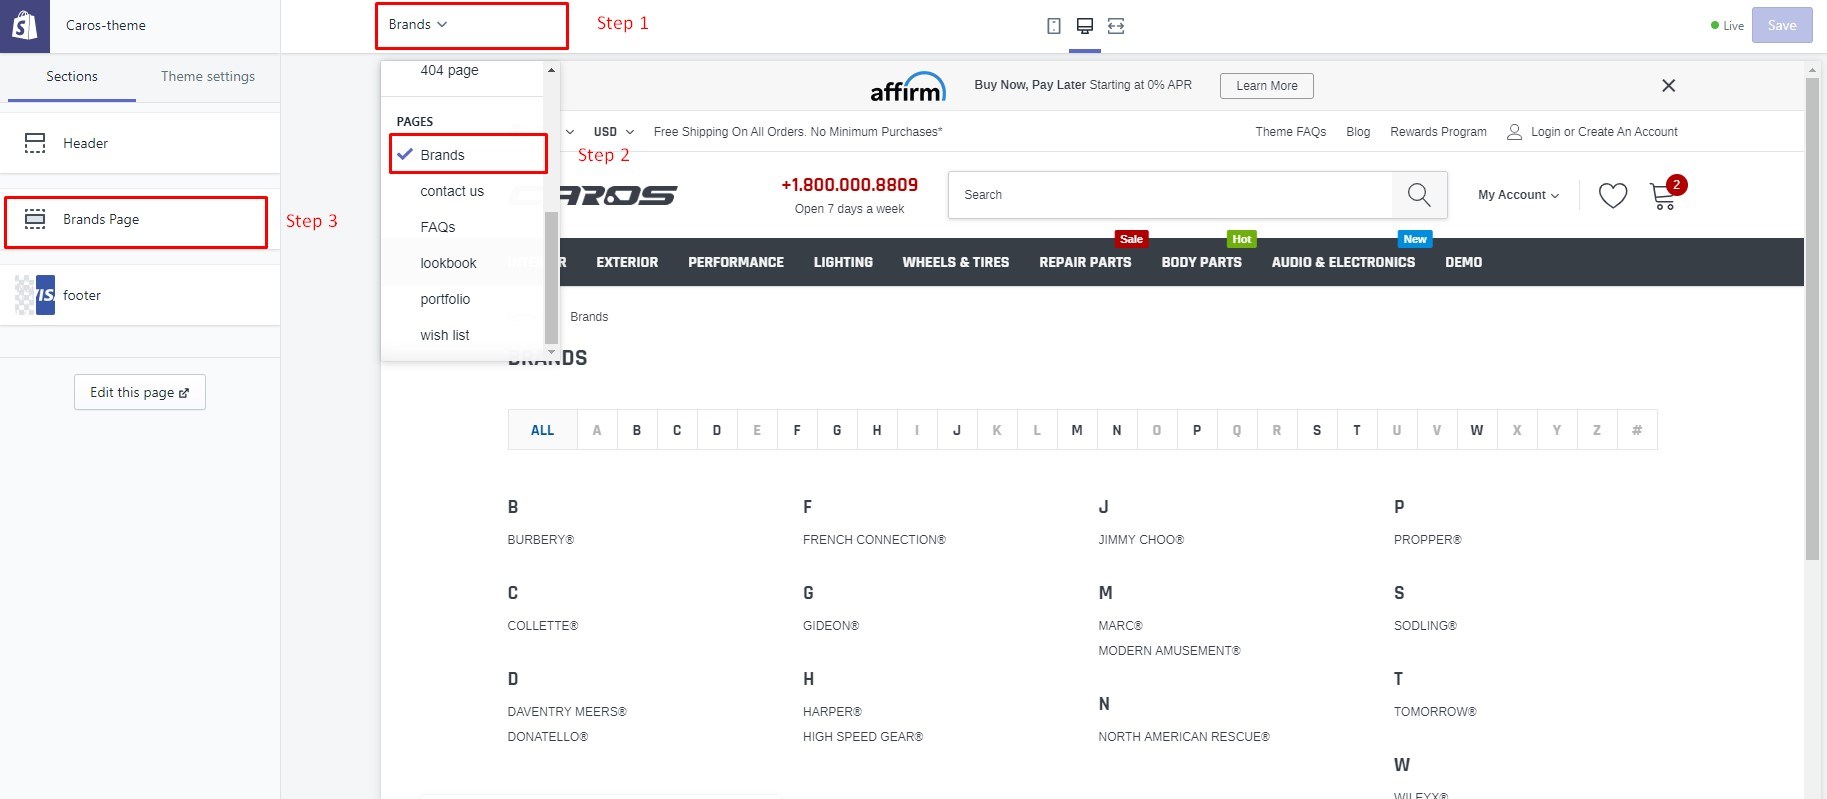 Caros-theme
Brands
Step 1
Live
Save
Sections
Theme settings
Header
Brands Page
Step 3
footer
Edit this page
404 page
PAGES
Brands
Step 2
contact us
FAQs
lookbook
portfolio
wish list
affirm
Buy Now, Pay Later Starting at 0% APR
Learn More
USD
Free Shipping On All Orders. No Minimum Purchases*
Theme FAQs
Blog
Rewards Program
Login or Create An Account
CAROS
+1.800.000.8809
Open 7 days a week
Search
My Account
2
Sale
Hot
New
EXTERIOR
PERFORMANCE
LIGHTING
WHEELS & TIRES
REPAIR PARTS
BODY PARTS
AUDIO & ELECTRONICS
DEMO
Brands
BRANDS
ALL A B C D E F G H I J K L M N O P Q R S T U V W X Y Z #
B
BURBERY®
C
COLLETTE®
D
DAVENTRY MEERS®
DONATELLO®
F
FRENCH CONNECTION®
G
GIDEON®
H
HARPER®
HIGH SPEED GEAR®
J
JIMMY CHOO®
M
MARC®
MODERN AMUSEMENT®
N
NORTH AMERICAN RESCUE®
P
PROPPER®
S
SODLING®
T
TOMORROW®
W
WILEYX®